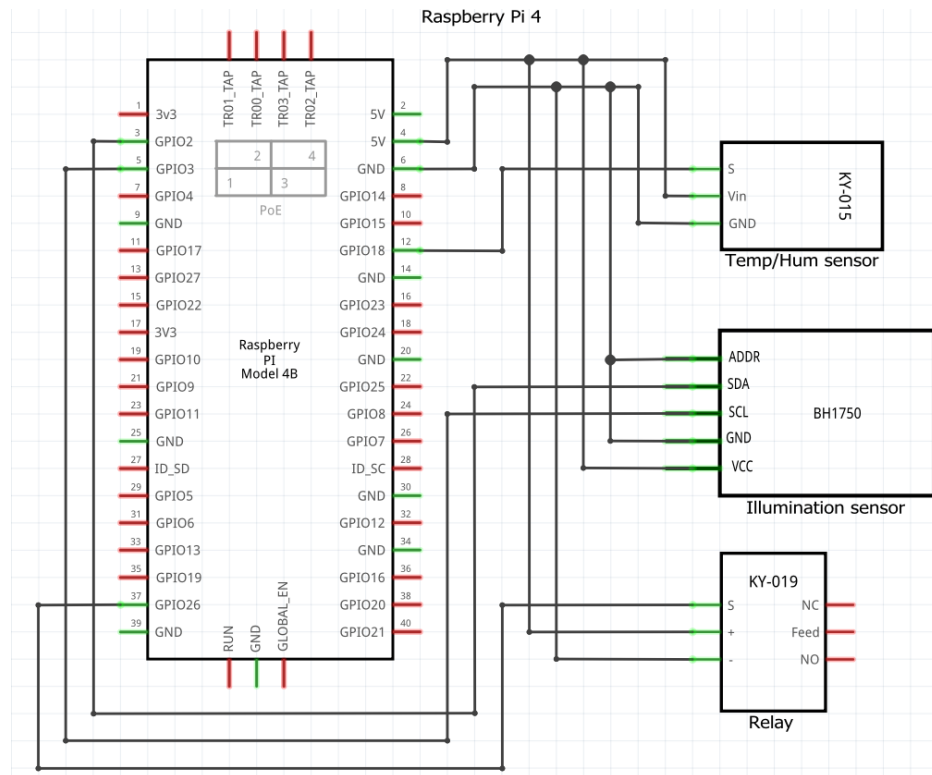 Raspberry Pi 4
TR01_TAP
TR00_TAP
TR03_TAP
TR02_TAP
2
4
1
3
PoE
1
3v3
3
GPIO2
5
GPIO3
7
GPIO4
9
GND
11
GPIO17
13
GPIO27
15
GPIO22
17
3V3
19
GPIO10
21
GPIO9
23
GPIO11
25
GND
27
ID_SD
29
GPIO5
31
GPIO6
33
GPIO13
35
GPIO19
37
GPIO26
39
GND
Raspberry
PI
Model 4B
5V
2
5V
4
GND
6
GPIO14
8
GPIO15
10
GPIO18
12
GND
14
GPIO23
16
GPIO24
18
GND
20
GPIO25
22
GPIO8
24
GPIO7
26
ID_SC
28
GND
30
GPIO12
32
GND
34
GPIO16
36
GPIO20
38
GPIO21
40
RUN
GND
GLOBAL_EN
S
Vin
GND
KY-015
Temp/Hum sensor
ADDR
SDA
SCL
GND
VCC
BH1750
Illumination sensor
KY-019
S
+
-
NC
Feed
NO
Relay